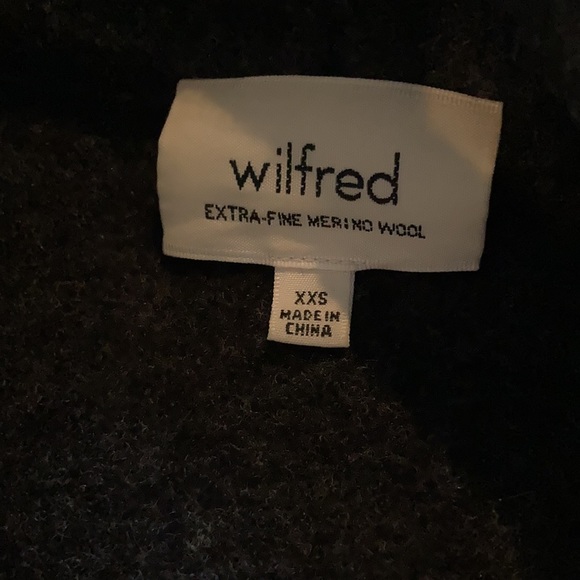 wilfred
EXTRA-FINE MERINO WOOL
XXS
MADE IN
CHINA